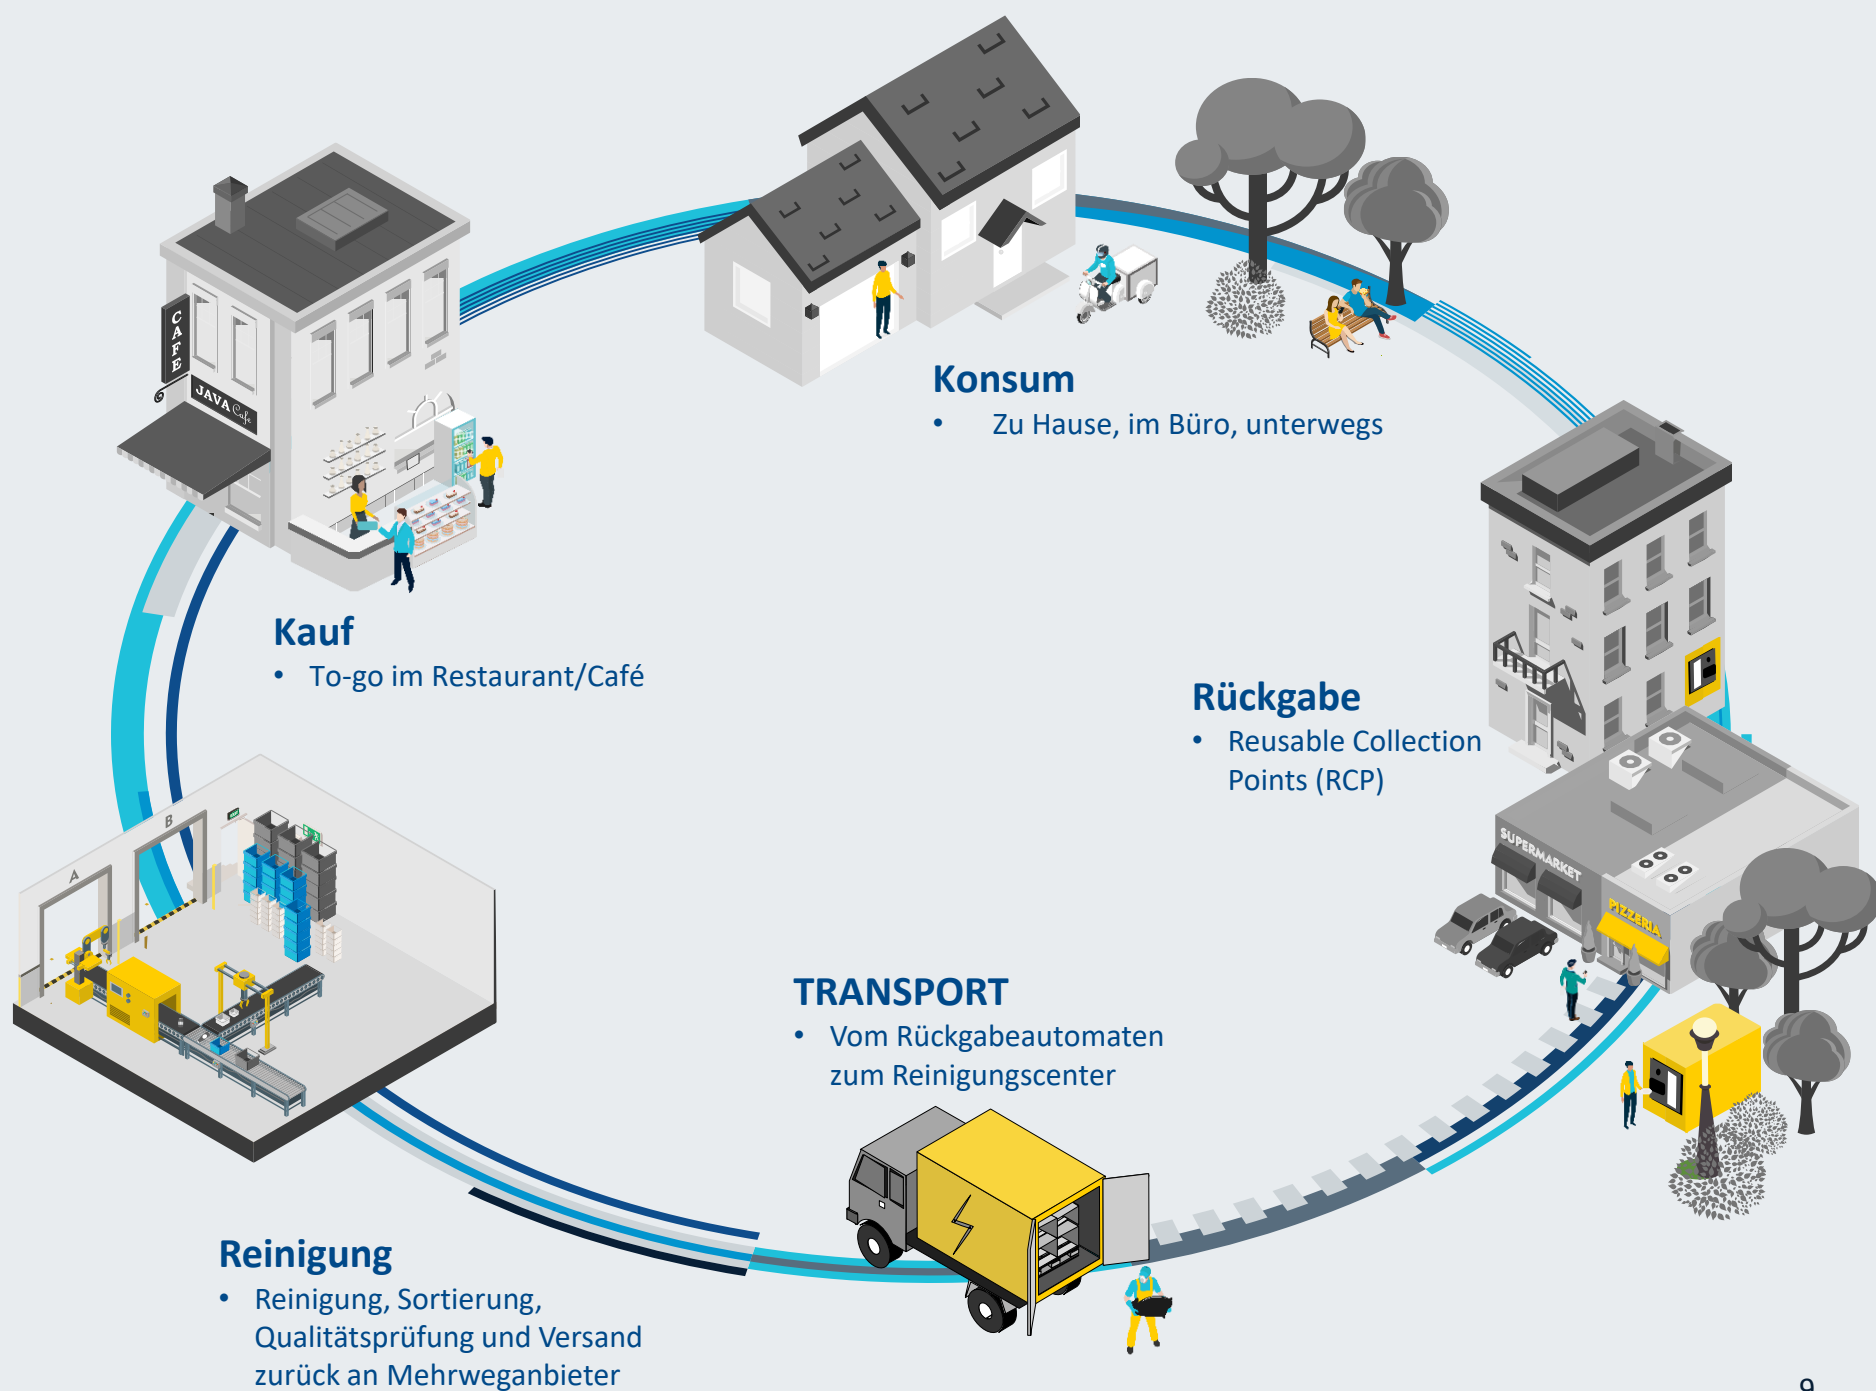 CAFE
JAVA Cafe
Konsum
• Zu Hause, im Büro, unterwegs
Kauf
• To-go im Restaurant/Café
Rückgabe
• Reusable Collection
Points (RCP)
SUPERMARKET
PIZZERIA
A
B
TRANSPORT
• Vom Rückgabeautomaten
zum Reinigungscenter
Reinigung
• Reinigung, Sortierung,
Qualitätsprüfung und Versand
zurück an Mehrweganbieter
9